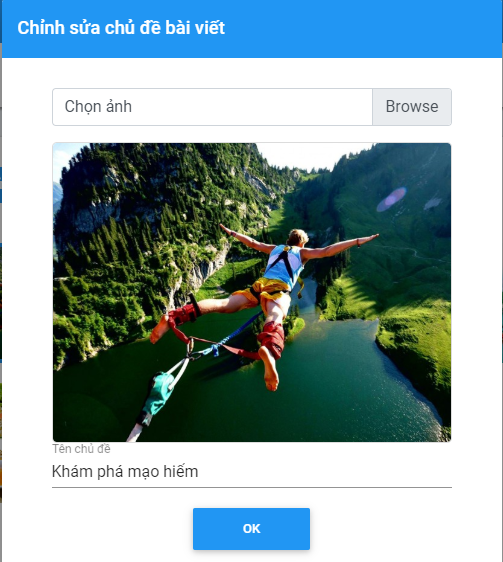 Chỉnh sửa chủ đề bài viết
Chọn ảnh
Browse
Tên chủ đề
Khám phá mạo hiểm
OK